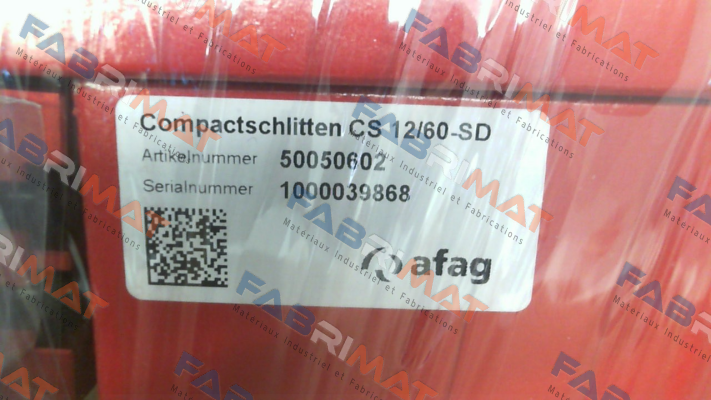 Compactschlitten CS 12/60-SD
Artikelnummer 50050602
Serialnummer 1000039868
afag
FABRIMAT
Materiaux Industriel et Fabrications